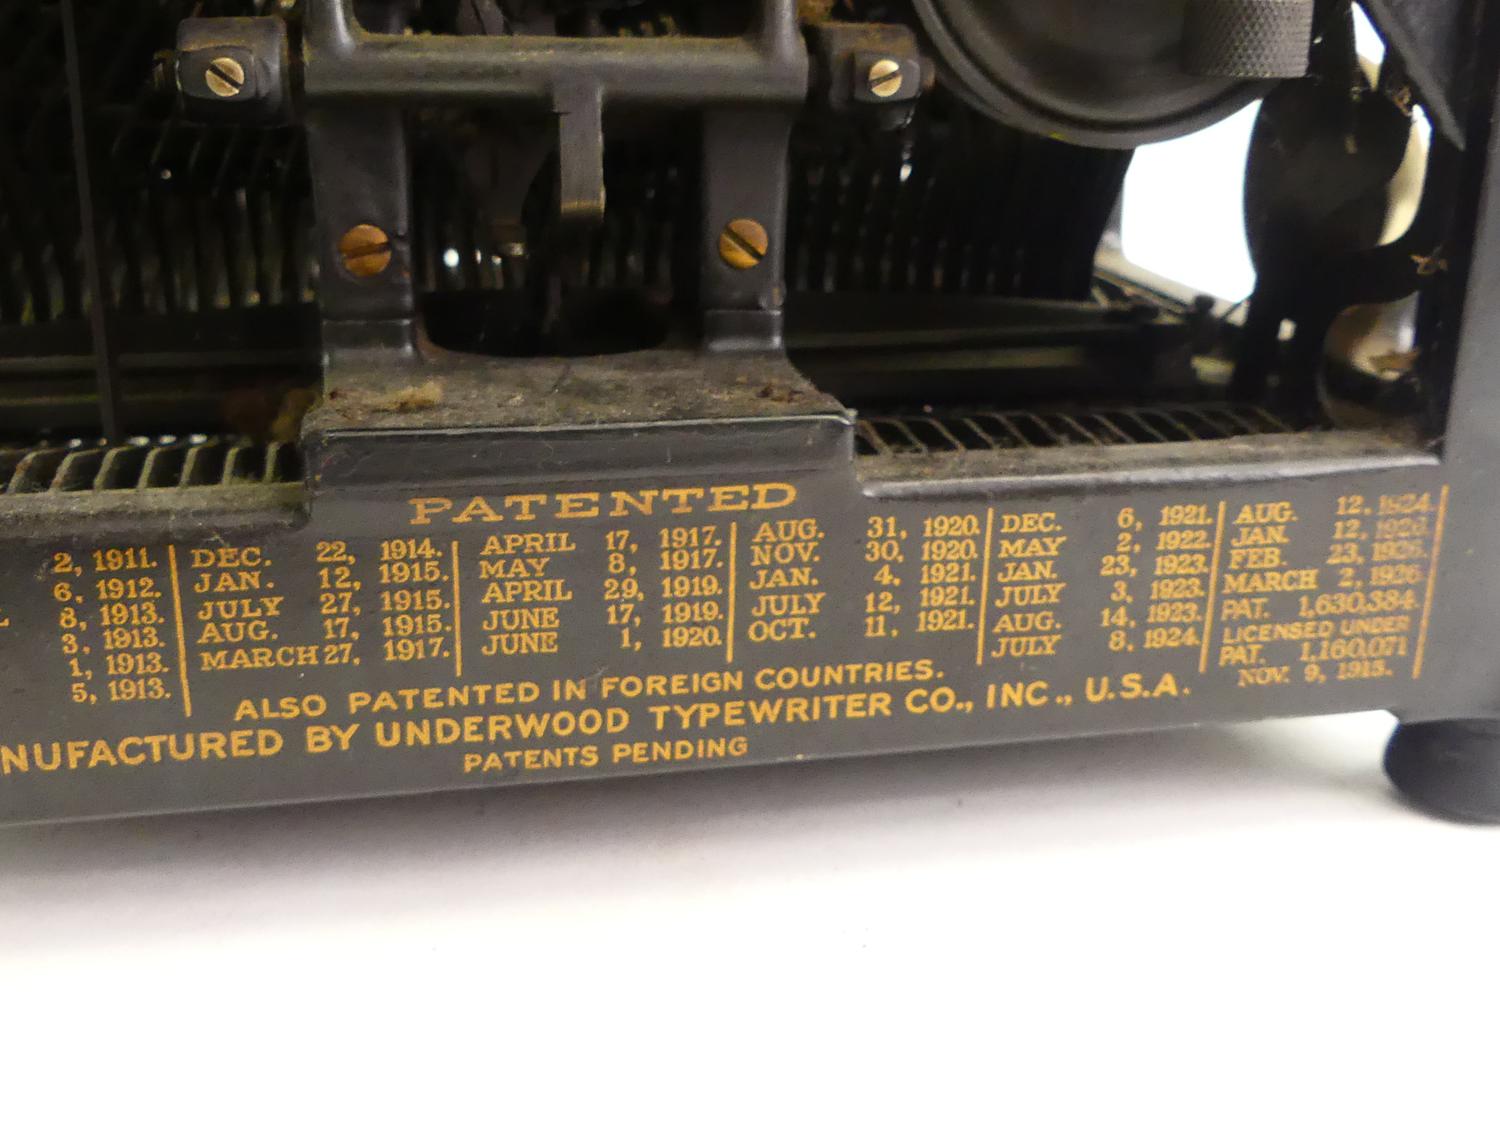 PATENTED
2, 1911.
6, 1912.
8, 1913.
3, 1913.
1, 1913.
5, 1913.
DEC. 22, 1914.
JAN. 12, 1915.
JULY 27, 1915.
AUG. 17, 1915.
MARCH 27, 1917.
APRIL 17, 1917.
MAY 8, 1917.
APRIL 29, 1919.
JUNE 17, 1919.
JUNE 1, 1920.
AUG. 31, 1920.
NOV. 30, 1920.
JAN. 4, 1921.
JULY 12, 1921.
OCT. 11, 1921.
DEC. 6, 1921.
MAY 2, 1922.
JAN. 23, 1923.
JULY 3, 1923.
AUG. 14, 1923.
JULY 8, 1924.
AUG. 12, 1924.
JAN. 12, 1926.
FEB. 23, 1926.
MARCH 2, 1926
PAT. 1,630,384.
LICENSED UNDER
PAT. 1,160,071
NOV. 9, 1915.
ALSO PATENTED IN FOREIGN COUNTRIES.
NUFACTURED BY UNDERWOOD TYPEWRITER CO., INC., U.S.A.
PATENTS PENDING